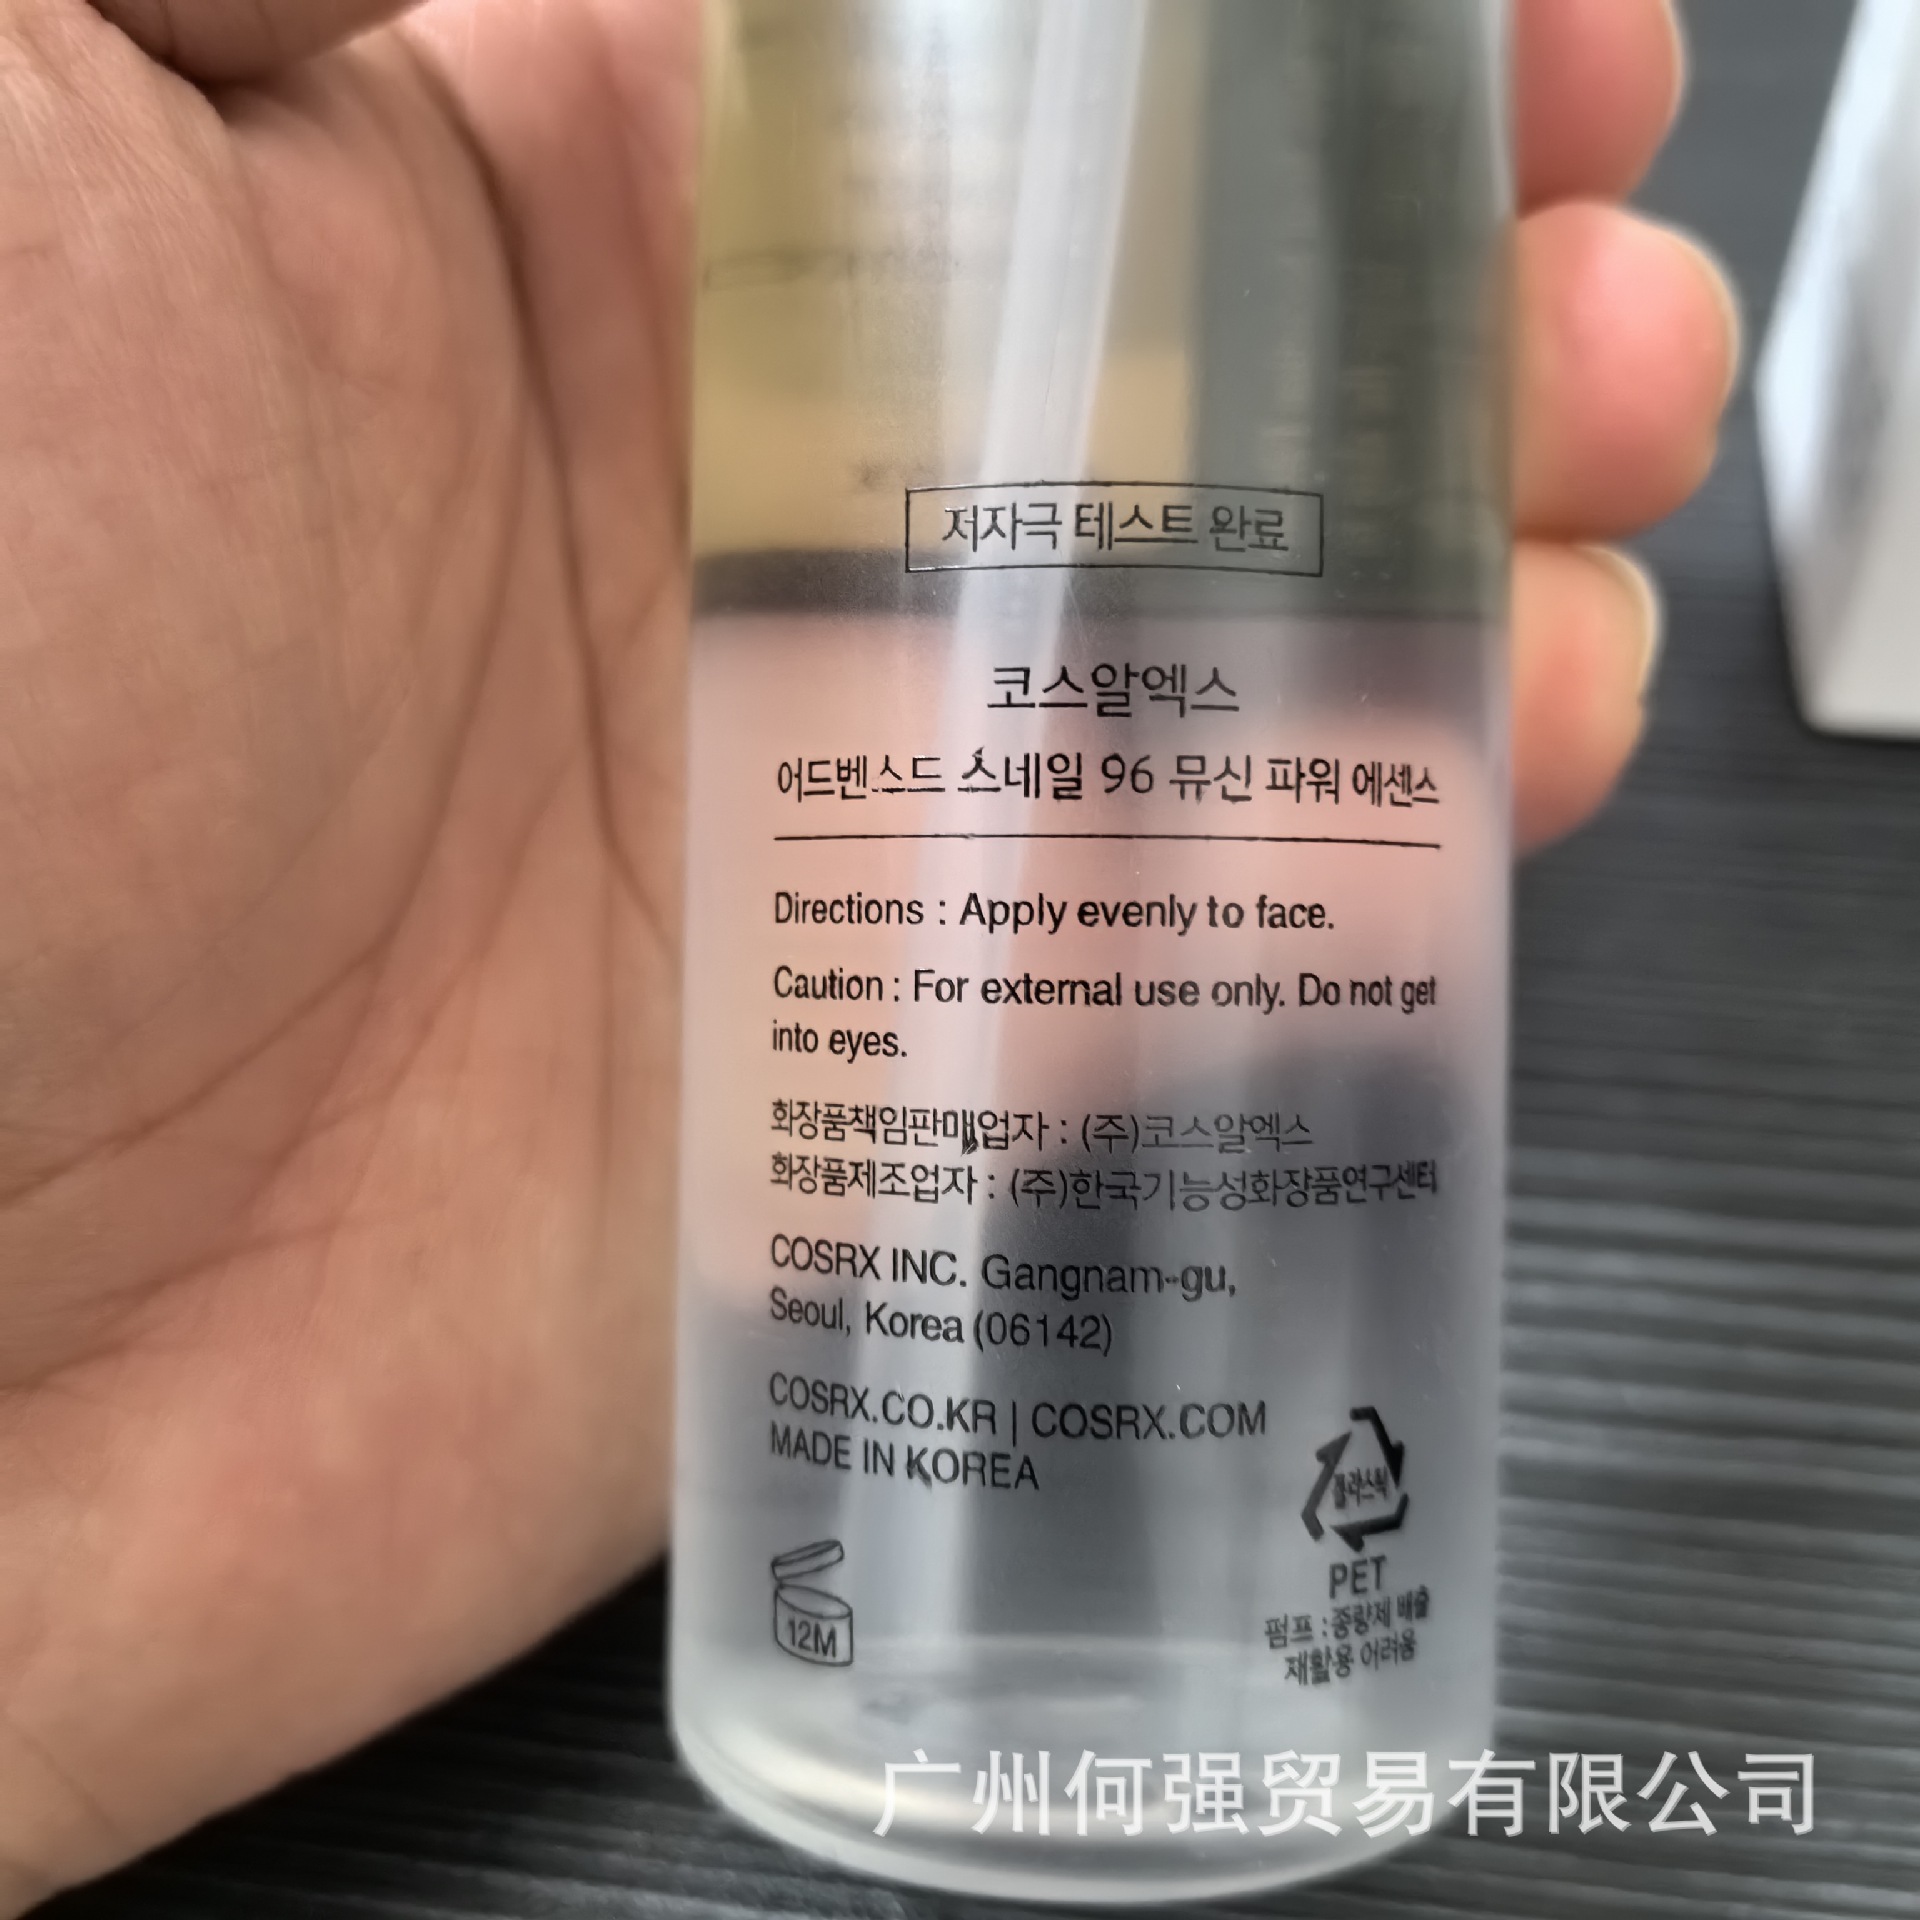 저자극 테스트 완료
코스알엑스
어드벤스드 스네일 96 뮤신 파워 에센스
Directions : Apply evenly to face.
Caution : For external use only. Do not get
into eyes.
화장품책임판매업자 : (주)코스알엑스
화장품제조업자 : (주)한국기능성화장품연구센터
COSRX INC. Gangnam-gu,
Seoul, Korea (06142)
COSRX.CO.KR | COSRX.COM
MADE IN KOREA
플라스틱
PET
펌프 : 종량제 배출
재활용 어려움
12M
广州何强贸易有限公司